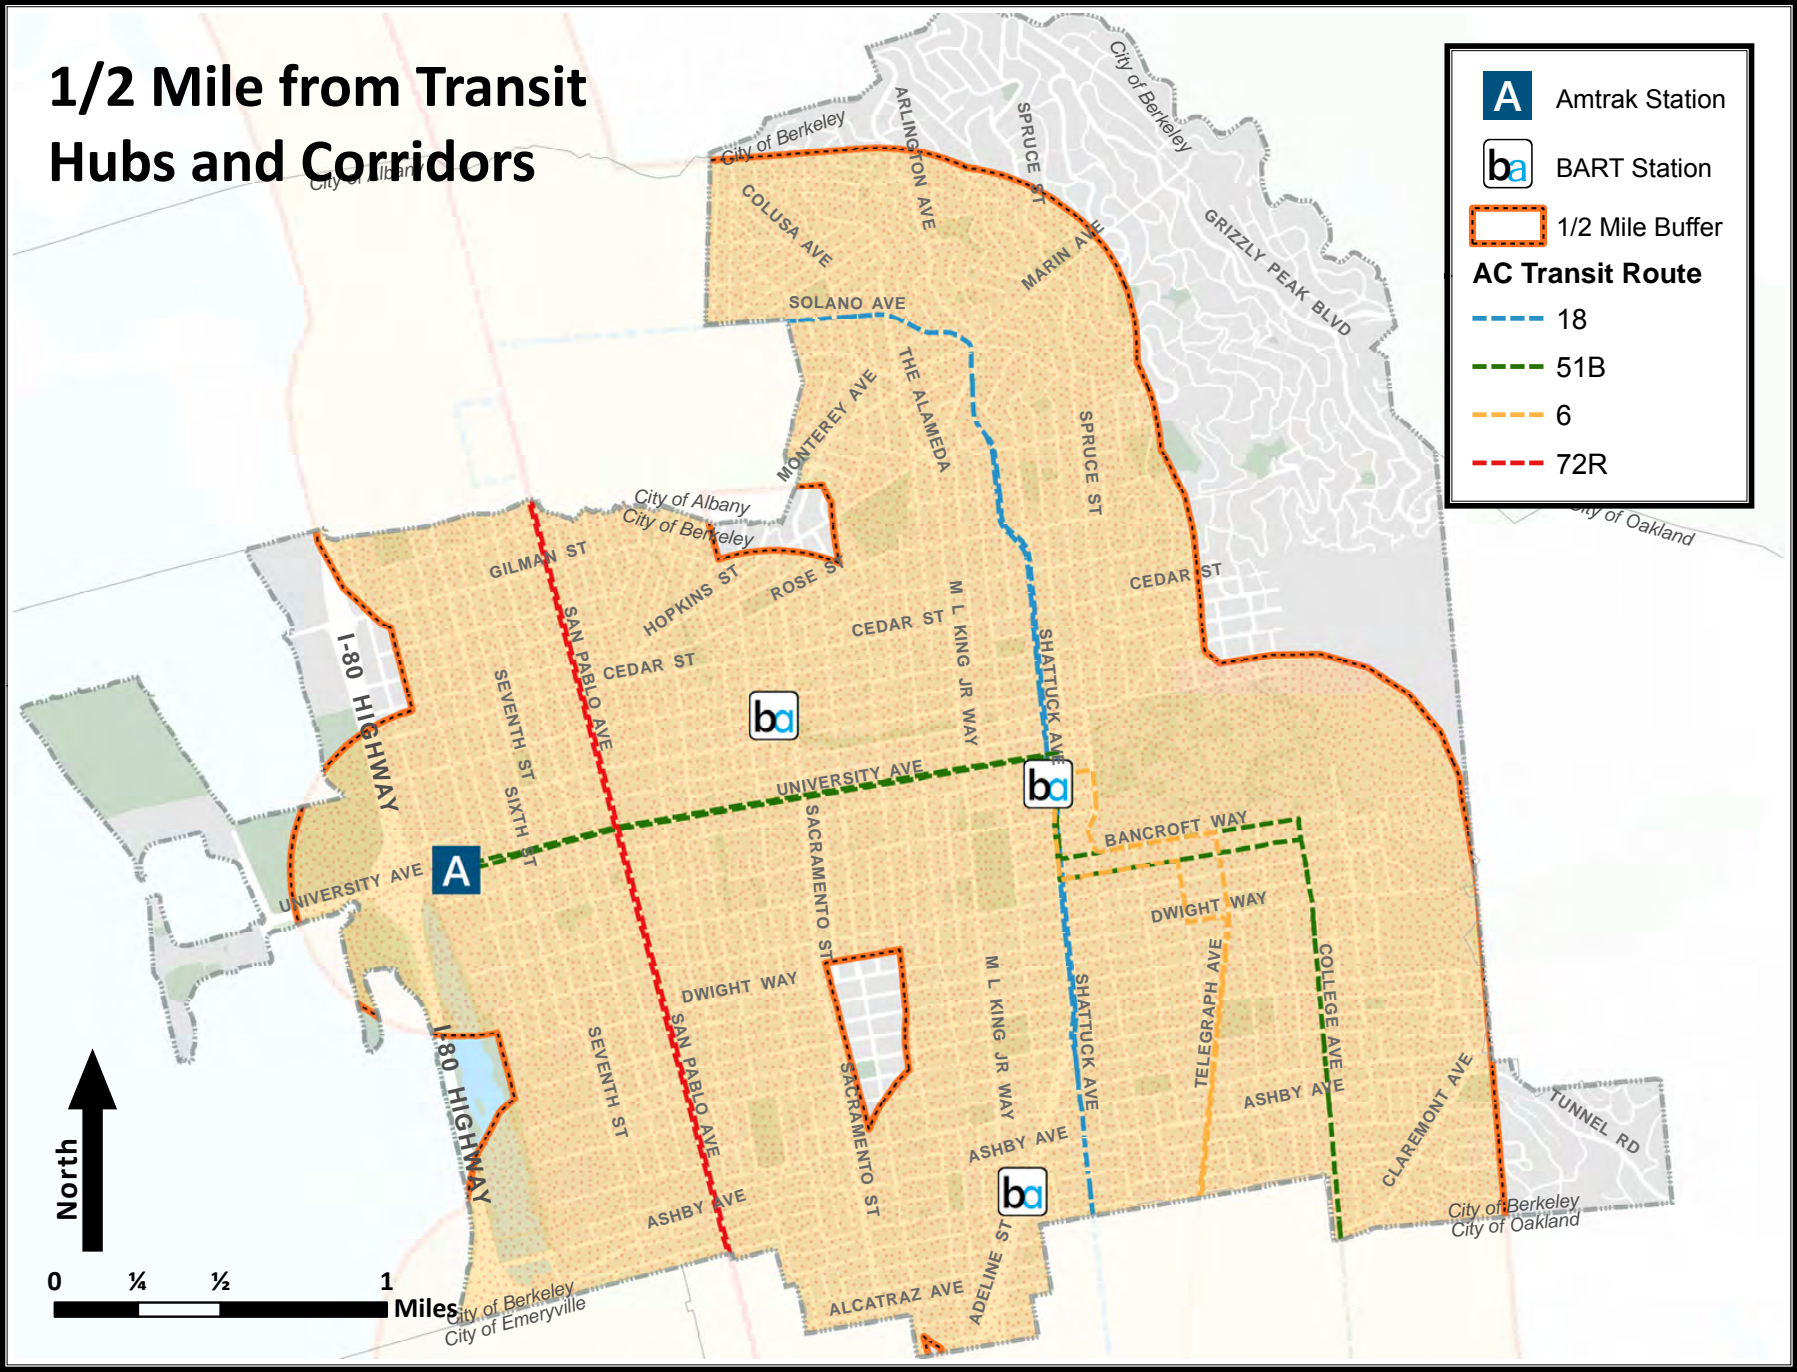 1/2 Mile from Transit
Hubs and Corridors
A Amtrak Station
ba BART Station
1/2 Mile Buffer
AC Transit Route
18
51B
6
72R
City of Albany
City of Berkeley
City of Berkeley
City of Oakland
ARLINGTON AVE
SPRUCE ST
COLUSA AVE
MARIN AVE
GRIZZLY PEAK BLVD
SOLANO AVE
THE ALAMEDA
MONTEREY AVE
SPRUCE ST
City of Albany
City of Berkeley
GILMAN ST
HOPKINS ST
ROSE ST
CEDAR ST
CEDAR ST
CEDAR ST
I-80 HIGHWAY
SEVENTH ST
SAN PABLO AVE
M L KING JR WAY
SHATTUCK AVE
ba
UNIVERSITY AVE
ba
SIXTH ST
SACRAMENTO ST
BANCROFT WAY
A
UNIVERSITY AVE
DWIGHT WAY
DWIGHT WAY
TELEGRAPH AVE
COLLEGE AVE
M L KING JR WAY
SHATTUCK AVE
I-80 HIGHWAY
SEVENTH ST
SAN PABLO AVE
SACRAMENTO ST
ASHBY AVE
ASHBY AVE
ASHBY AVE
CLAREMONT AVE
TUNNEL RD
ba
ADELINE ST
ALCATRAZ AVE
City of Berkeley
City of Oakland
City of Berkeley
City of Emeryville
North
0 ¼ ½ 1
Miles